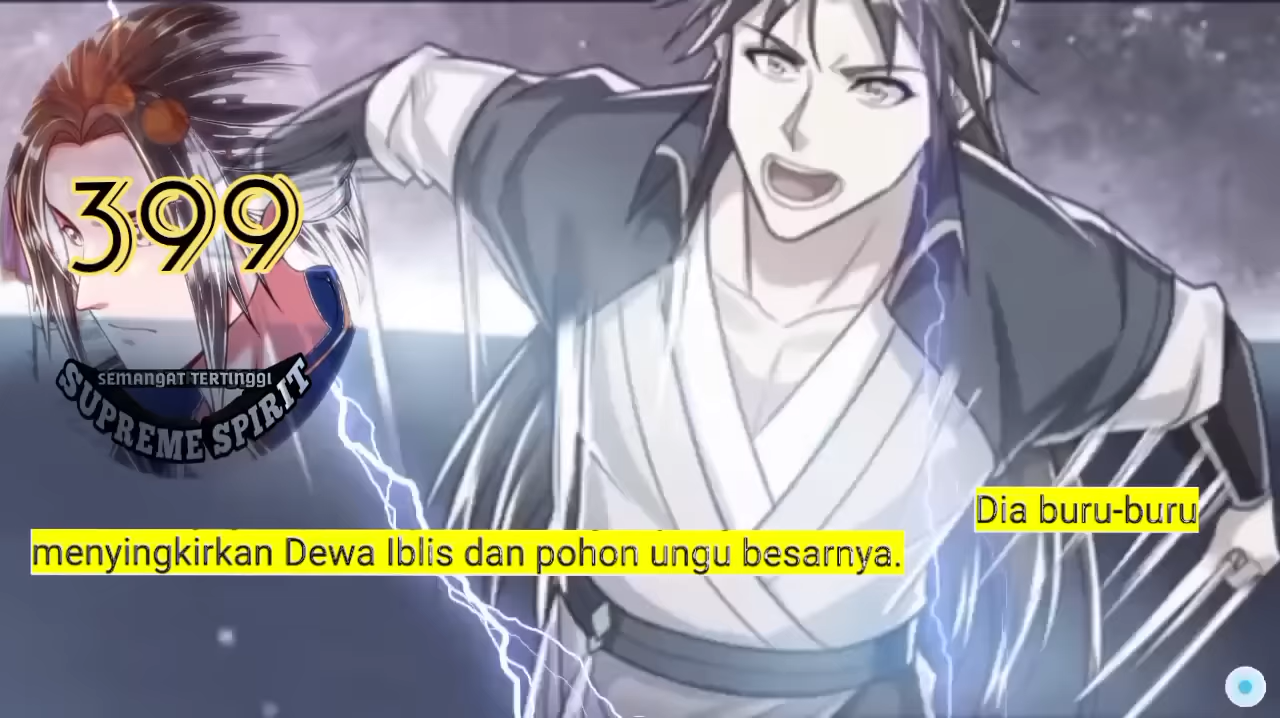 399
SEMANGAT TERTINGGI
SUPREME SPIRIT
Dia buru-buru
menyingkirkan Dewa Iblis dan pohon ungu besarnya.